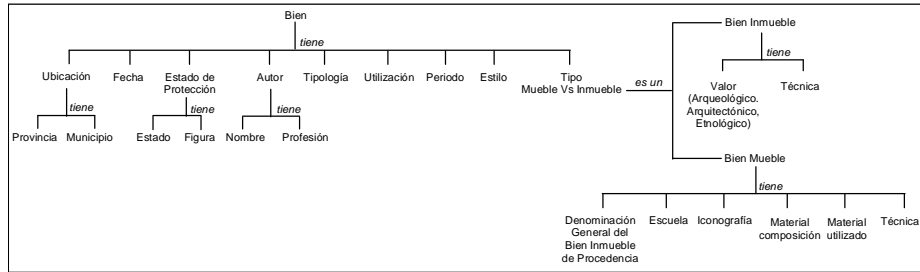 Bien
tiene
Ubicación
Fecha
Estado de
Protección
Autor
Tipología
Utilización
Periodo
Estilo
Tipo
Mueble Vs Inmueble
tiene
Provincia
Municipio
tiene
Estado
Figura
tiene
Nombre
Profesión
es un
Bien Inmueble
tiene
Valor
(Arqueológico.
Arquitectónico,
Etnológico)
Técnica
Bien Mueble
tiene
Denominación
General del
Bien Inmueble
de Procedencia
Escuela
Iconografía
Material
composición
Material
utilizado
Técnica